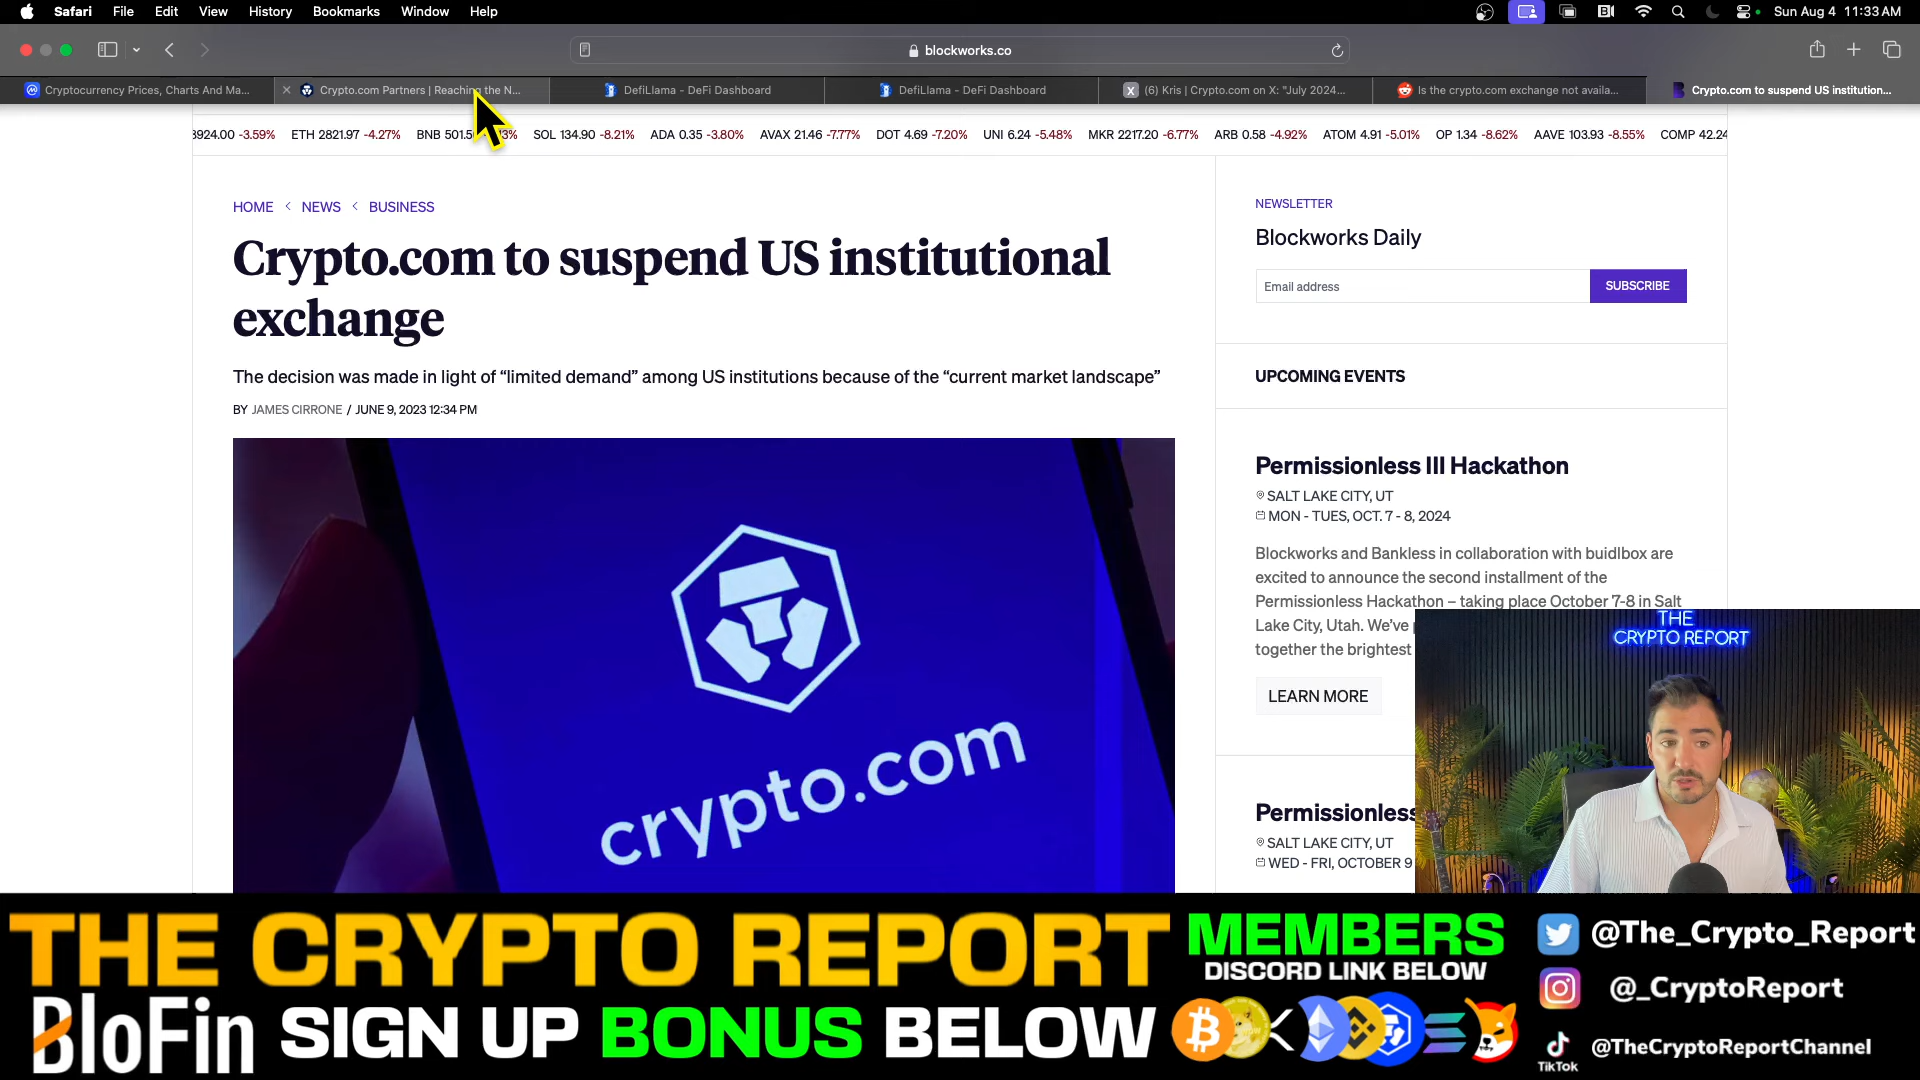 Safari File Edit View History Bookmarks Window Help
Sun Aug 4 11:33 AM
blockworks.co
Cryptocurrency Prices, Charts And Ma...
Crypto.com Partners | Reaching the N...
DefiLlama - DeFi Dashboard
DefiLlama - DeFi Dashboard
(6) Kris | Crypto.com on X: "July 2024...
Is the crypto.com exchange not availa...
Crypto.com to suspend US institution...
3924.00 -3.59% ETH 2821.97 -4.27% BNB 501.5 SOL 134.90 -8.21% ADA 0.35 -3.80% AVAX 21.46 -7.77% DOT 4.69 -7.20% UNI 6.24 -5.48% MKR 2217.20 -6.77% ARB 0.58 -4.92% ATOM 4.91 -5.01% OP 1.34 -8.62% AAVE 103.93 -8.55% COMP 42.24
HOME < NEWS < BUSINESS
Crypto.com to suspend US institutional
exchange
The decision was made in light of “limited demand” among US institutions because of the “current market landscape”
BY JAMES CIRRONE / JUNE 9, 2023 12:34 PM
crypto.com
NEWSLETTER
Blockworks Daily
Email address
SUBSCRIBE
UPCOMING EVENTS
Permissionless III Hackathon
SALT LAKE CITY, UT
MON - TUES, OCT. 7 - 8, 2024
Blockworks and Bankless in collaboration with buidlbox are
excited to announce the second installment of the
Permissionless Hackathon – taking place October 7-8 in Salt
Lake City, Utah. We’ve
together the brightest
LEARN MORE
Permissionless
SALT LAKE CITY, UT
WED - FRI, OCTOBER 9
THE
CRYPTO REPORT
THE CRYPTO REPORT
BloFin SIGN UP BONUS BELOW
MEMBERS
DISCORD LINK BELOW
@The_Crypto_Report
@_CryptoReport
TikTok
@TheCryptoReportChannel